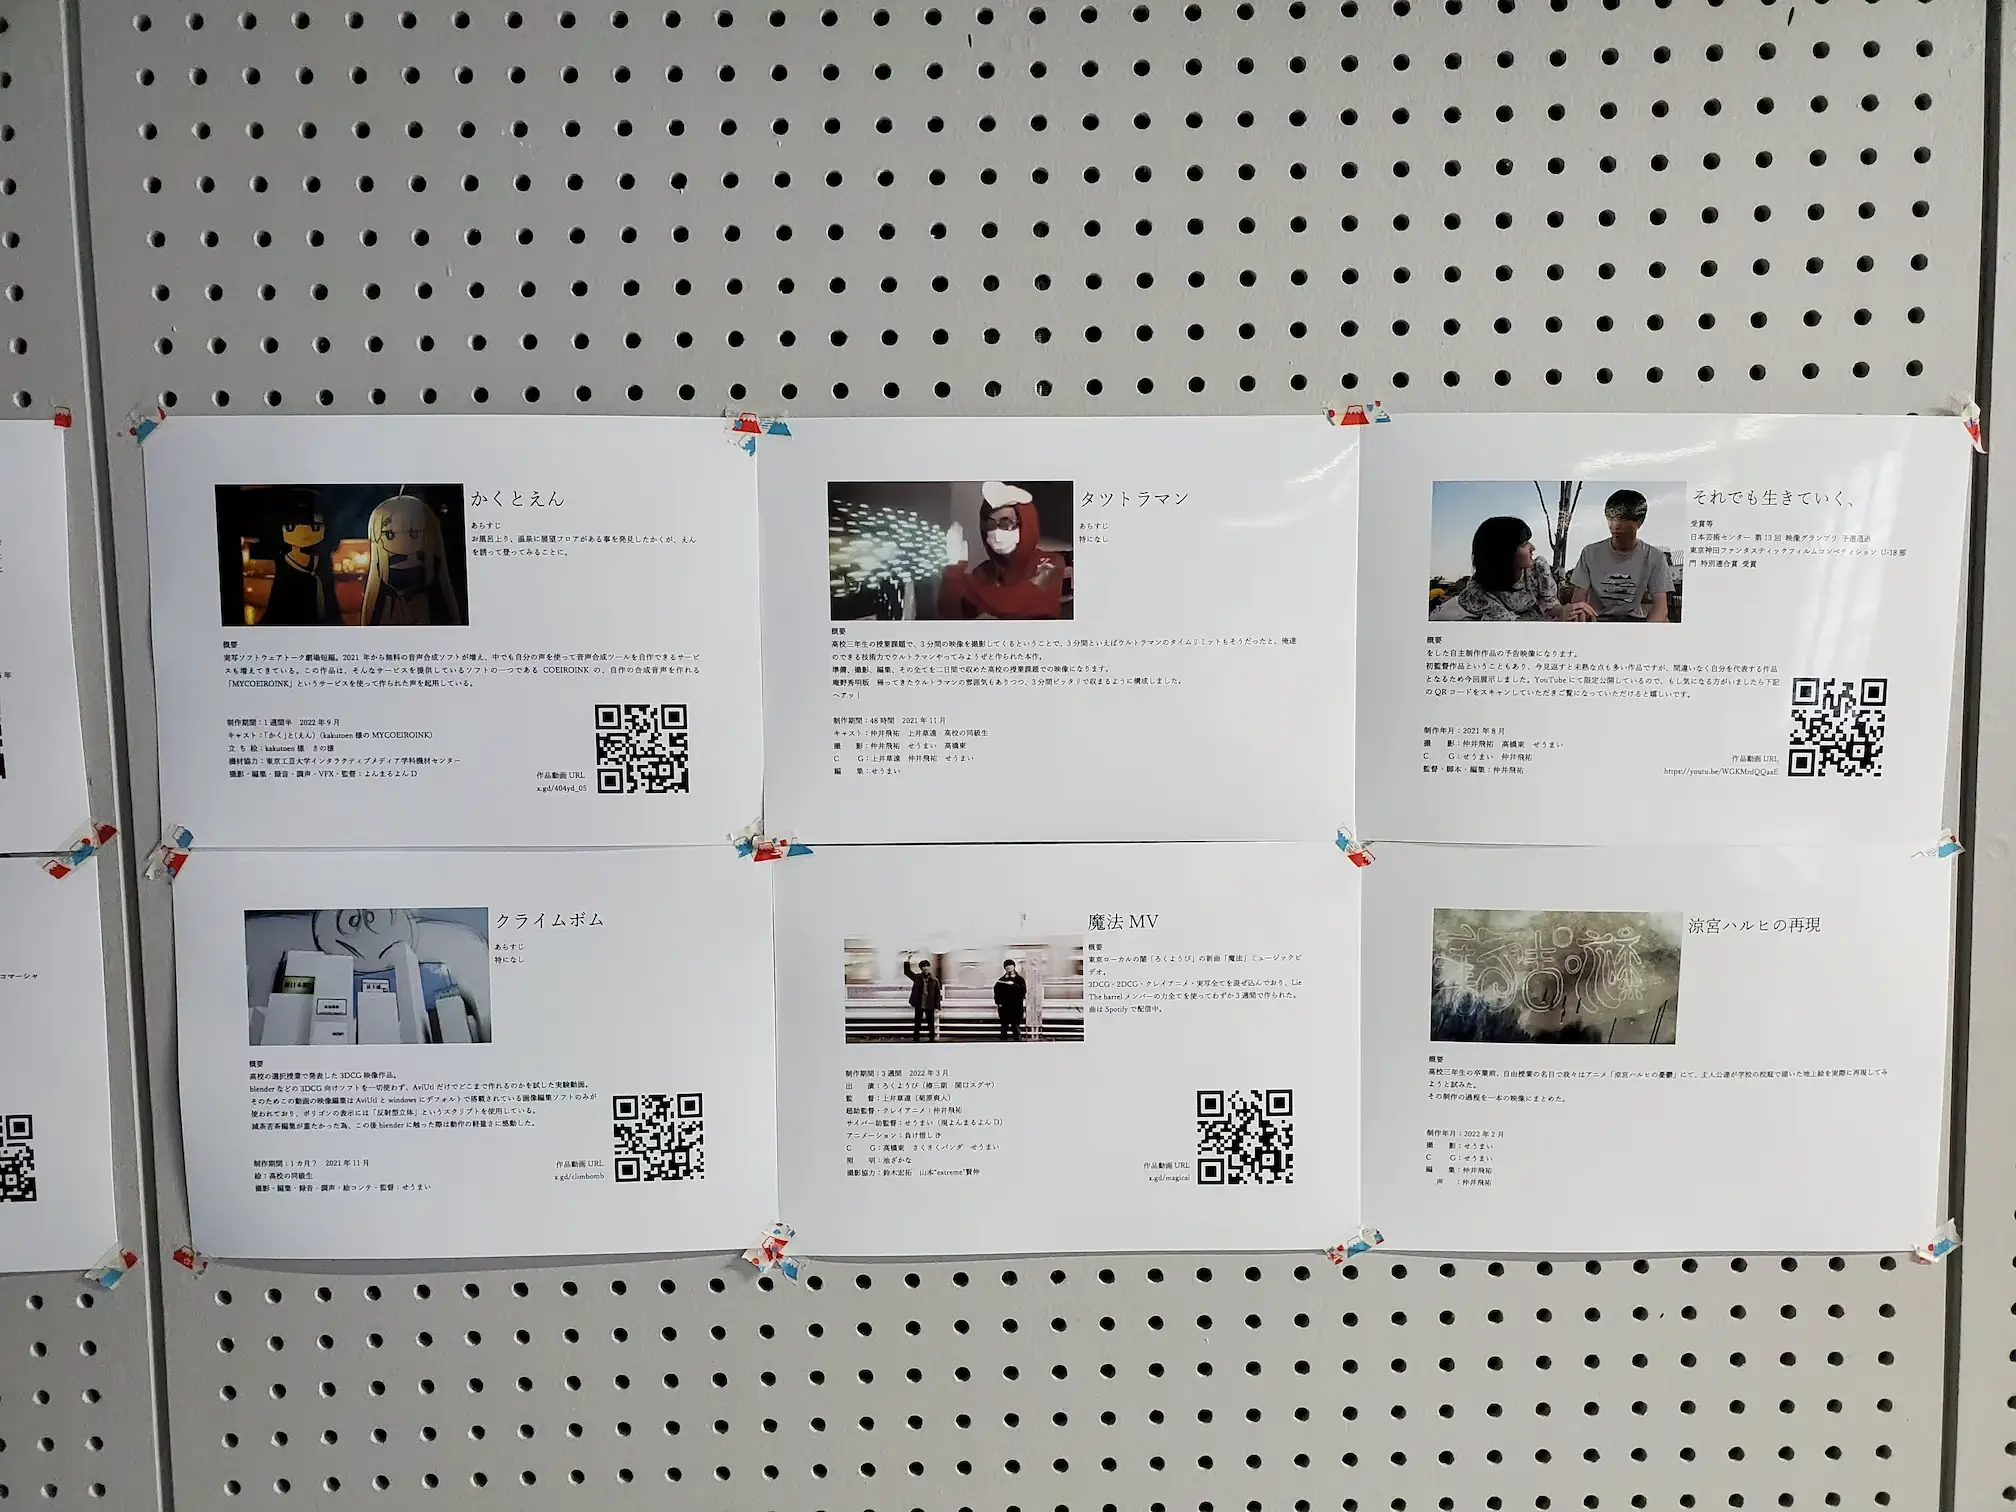 かくとえん
あらすじ
お風呂上り、温泉に展望フロアがある事を発見したかくが、えん
を誘って登ってみることに。
概要
実写ソフトウェアトーク劇場短編。2021 年から無料の音声合成ソフトが増え、中でも自分の声を使って音声合成ツールを自作できるサービ
スも増えてきている。この作品は、そんなサービスを提供しているソフトの一つである COEIROINK の、自作の合成音声を作れる
「MYCOEIROINK」というサービスを使って作られた声を起用している。
制作期間：1 週間半　2022 年 9 月
キャスト：「かく」と(えん)（kakutoen 様の MYCOEIROINK）
立 ち 絵：kakutoen 様　さの様
機材協力：東京工芸大学インタラクティブメディア学科機材センター
撮影・編集・録音・調声・VFX・監督：よんまるよん D
作品動画 URL
x.gd/404yd_05
タツトラマン
あらすじ
特になし
概要
高校三年生の授業課題で、3 分間の映像を撮影してくるということで、3 分間といえばウルトラマンのタイムリミットもそうだったと、俺達
のできる技術力でウルトラマンやってみようぜと作られた本作。
準備、撮影、編集、その全てを二日間で収めた高校の授業課題での映像になります。
庵野秀明版　帰ってきたウルトラマンの雰囲気もありつつ、3 分間ピッタリで収まるように構成しました。
ヘアッ！
制作期間：48 時間　2021 年 11 月
キャスト：仲井飛祐　上井草遠　高校の同級生
撮　　影：仲井飛祐　せうまい　高橋東
C　　G：上井草遠　仲井飛祐　せうまい
編　　集：せうまい
それでも生きていく、
受賞等
日本芸術センター 第 13 回 映像グランプリ 予選通過
東京神田ファンタスティックフィルムコンペティション U-18 部
門 特別連合賞 受賞
概要
をした自主制作作品の予告映像になります。
初監督作品ということもあり、今見返すと未熟な点も多い作品ですが、間違いなく自分を代表する作品
となるため今回展示しました。YouTube にて限定公開しているので、もし気になる方がいましたら下記
の QR コードをスキャンしていただきご覧になっていただけると嬉しいです。
制作年月：2021 年 8 月
撮　　影：仲井飛祐　高橋東　せうまい
C　　G：せうまい　仲井飛祐
監督・脚本・編集：仲井飛祐
作品動画 URL
https://youtu.be/WGKMrdQQzaE
クライムボム
あらすじ
特になし
概要
高校の選択授業で発表した 3DCG 映像作品。
blender などの 3DCG 向けソフトを一切使わず、AviUtl だけでどこまで作れるのかを試した実験動画。
そのためこの動画の映像編集は AviUtl と windows にデフォルトで搭載されている画像編集ソフトのみが
使われており、ポリゴンの表示には「反射型立体」というスクリプトを使用している。
滅茶苦茶編集が重たかった為、この後 blender に触った際は動作の軽量さに感動した。
制作期間：1 カ月？　2021 年 11 月
絵：高校の同級生
撮影・編集・録音・調声・絵コンテ・監督：せうまい
作品動画 URL
x.gd/climbomb
魔法 MV
概要
東京ローカルの闇「ろくようび」の新曲「魔法」ミュージックビ
デオ。
3DCG・2DCG・クレイアニメ・実写全てを混ぜ込んでおり、Lie
The barrel メンバーの力全てを使ってわずか 3 週間で作られた。
曲は Spotify で配信中。
制作期間：3 週間　2022 年 3 月
出　　演：ろくようび（樽三期　関口スグヤ）
監　　督：上井草遠（菊原爽人）
超助監督・クレイアニメ：仲井飛祐
サイバー助監督：せうまい（現よんまるよん D）
アニメーション：負け惜しき
C　　G：高橋東　さくさくパンダ　せうまい
照　　明：池ざかな
撮影協力：鈴木宏拓　山本"extreme"賢伸
作品動画 URL
x.gd/magical
涼宮ハルヒの再現
概要
高校三年生の卒業前、自由授業の名目で我々はアニメ「涼宮ハルヒの憂鬱」にて、主人公達が学校の校庭で描いた地上絵を実際に再現してみ
ようと試みた。
その制作の過程を一本の映像にまとめた。
制作年月：2022 年 2 月
撮　　影：せうまい
C　　G：せうまい
編　　集：仲井飛祐
声　：仲井飛祐